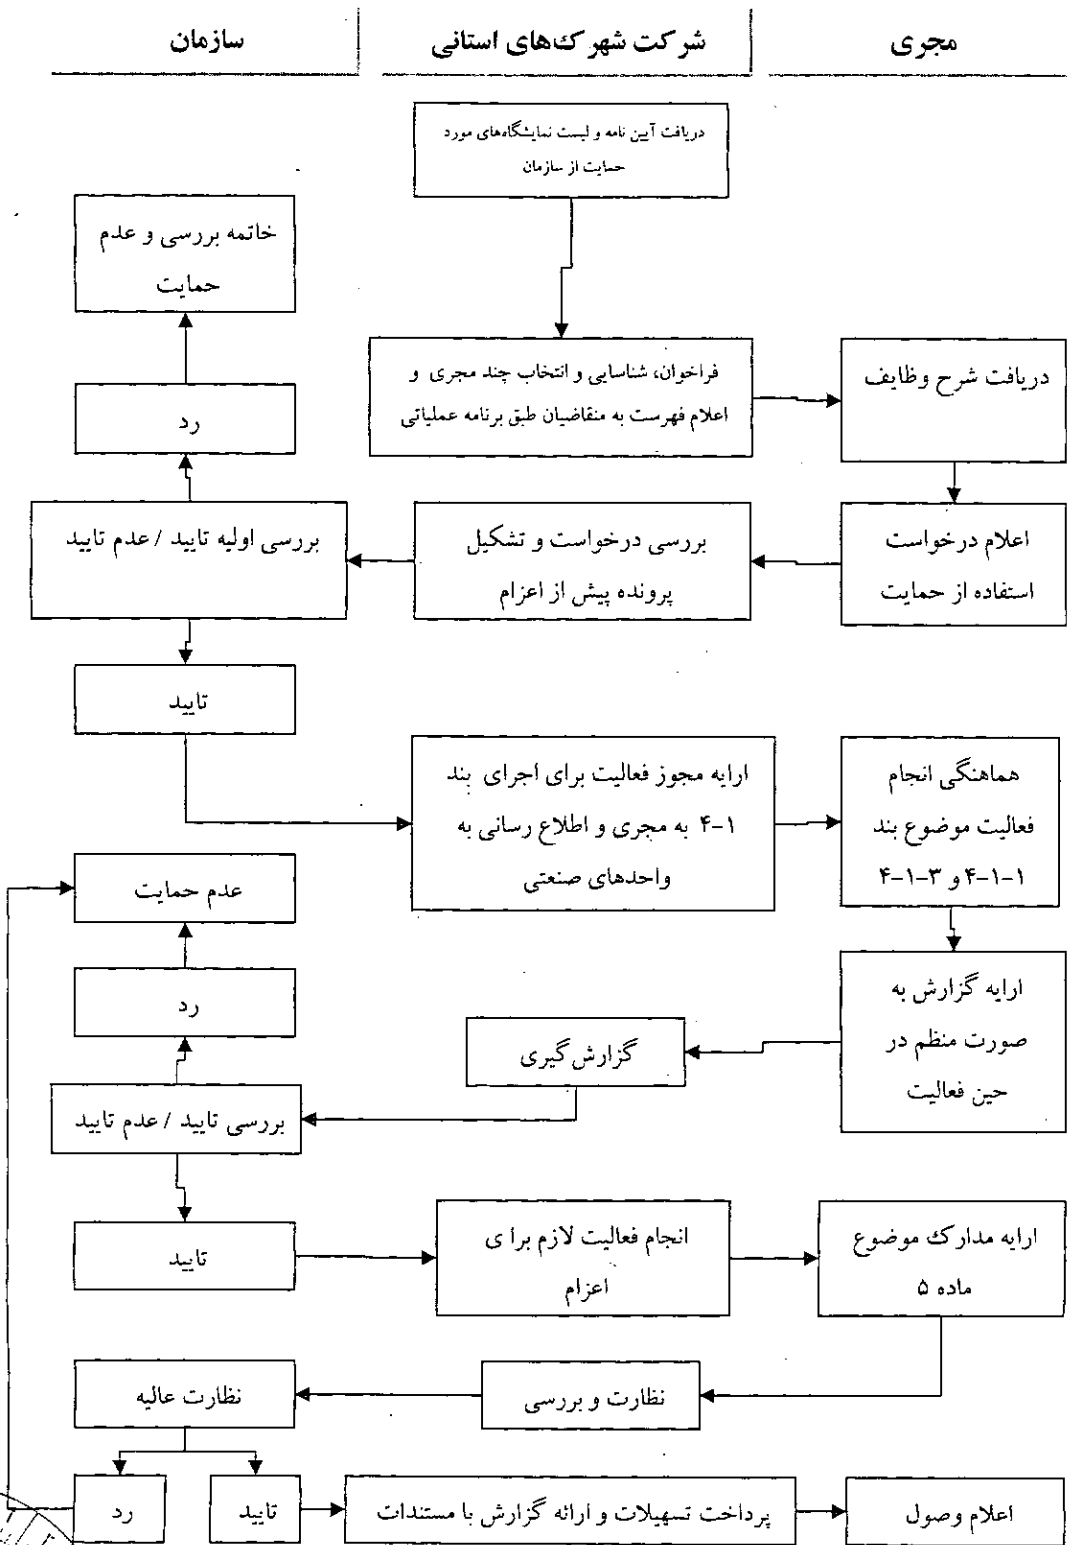 مجری
شرکت شهرک‌های استانی
سازمان
دریافت آیین نامه و لیست نمایشگاه‌های مورد
حمایت از سازمان
خاتمه بررسی و عدم
حمایت
فراخوان، شناسایی و انتخاب چند مجری و
اعلام فهرست به متقاضیان طبق برنامه عملیاتی
دریافت شرح وظایف
رد
اعلام درخواست
استفاده از حمایت
بررسی درخواست و تشکیل
پرونده پیش از اعزام
بررسی اولیه تایید / عدم تایید
تایید
ارایه مجوز فعالیت برای اجرای بند
۴-۱ به مجری و اطلاع رسانی به
واحدهای صنعتی
هماهنگی انجام
فعالیت موضوع بند
۴-۱-۱ و ۴-۱-۳
عدم حمایت
رد
ارایه گزارش به
صورت منظم در
حین فعالیت
گزارش گیری
بررسی تایید / عدم تایید
تایید
انجام فعالیت لازم برا ی
اعزام
ارایه مدارک موضوع
ماده ۵
نظارت و بررسی
نظارت عالیه
رد
تایید
پرداخت تسهیلات و ارائه گزارش با مستندات
اعلام وصول